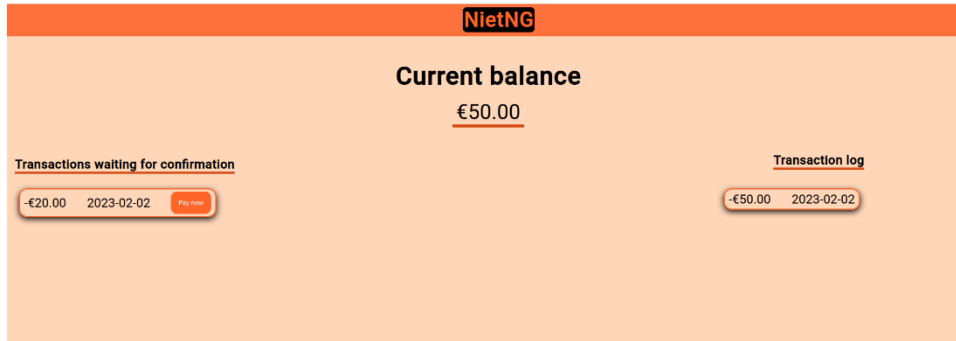 NietNG
Current balance
€50.00
Transactions waiting for confirmation
-€20.00 2023-02-02 Pay now
Transaction log
-€50.00 2023-02-02